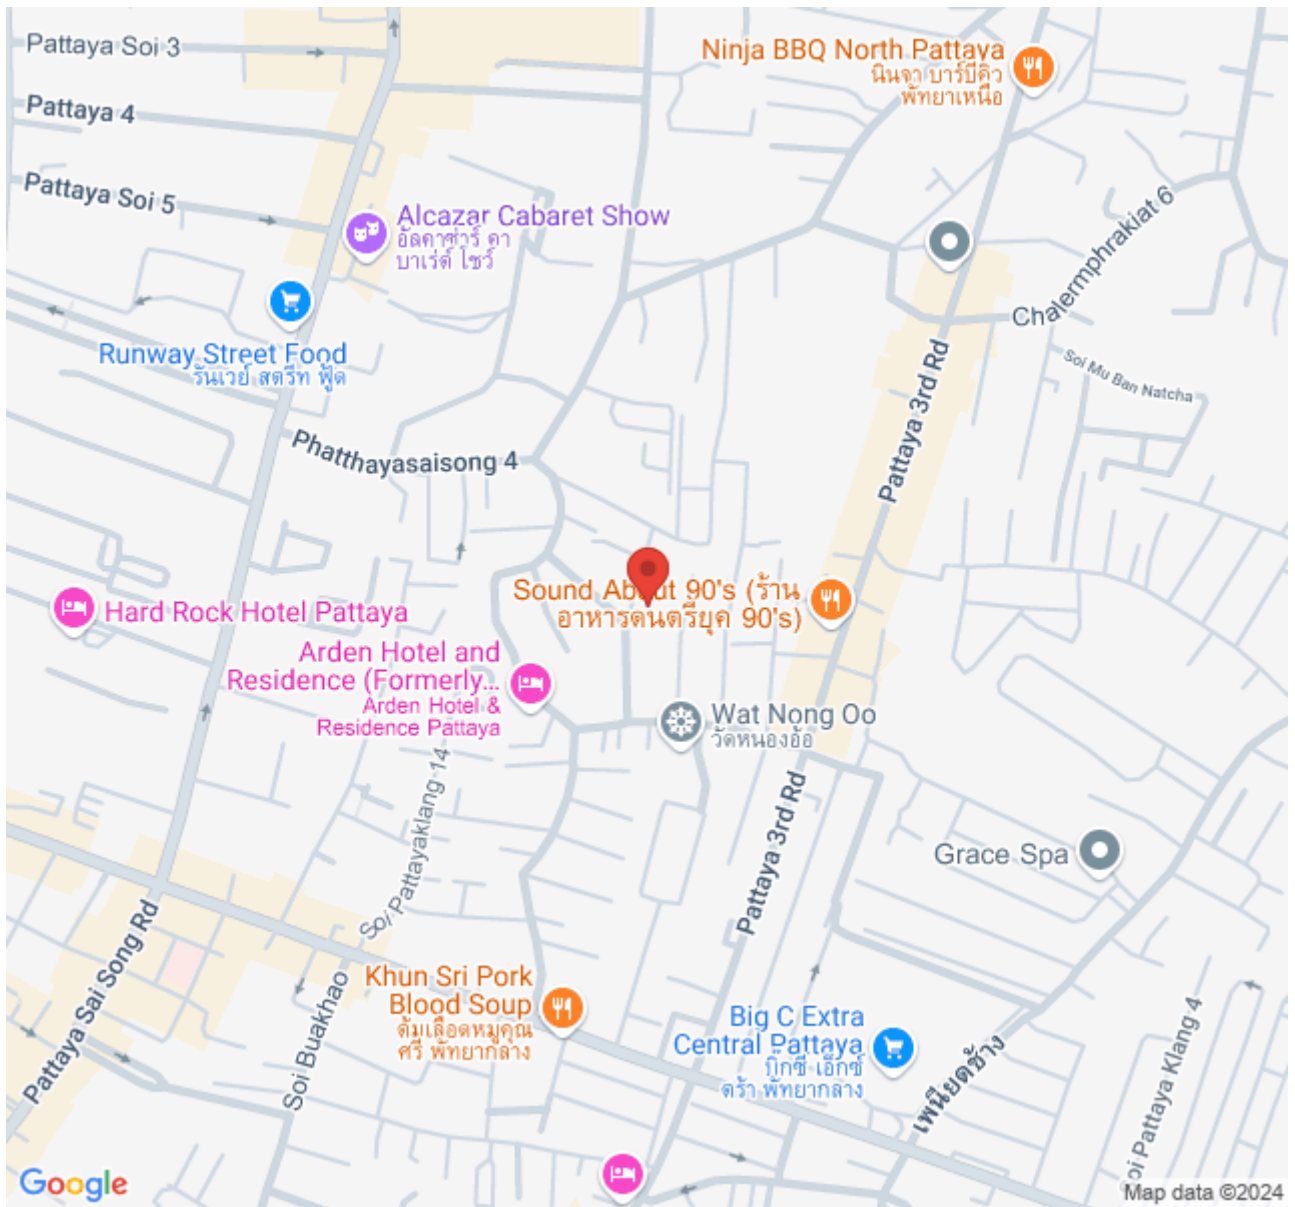 Pattaya Soi 3
Ninja BBQ North Pattaya
นินจา บาร์บีคิว
พัทยาเหนือ
Pattaya 4
Pattaya Soi 5
Alcazar Cabaret Show
อัลคาซ่าร์ คา
บาเร่ต์ โชว์
Chalermphrakiat 6
Runway Street Food
รันเวย์ สตรีท ฟู้ด
Soi Mu Ban Natcha
Pattaya 3rd Rd
Phatthayasaisong 4
Sound About 90's (ร้าน
อาหารดนตรียุค 90's)
Hard Rock Hotel Pattaya
Arden Hotel and
Residence (Formerly...
Arden Hotel &
Residence Pattaya
Wat Nong Oo
วัดหนองอ้อ
Soi Pattayaklang 14
Pattaya 3rd Rd
Grace Spa
Pattaya Sai Song Rd
Soi Buakhao
Khun Sri Pork
Blood Soup
ต้มเลือดหมูคุณ
ศรี พัทยากลาง
Big C Extra
Central Pattaya
บิ๊กซี เอ็กซ์
ตร้า พัทยากลาง
เพนียดช้าง
oi Pattaya Klang 4
Google
Map data ©2024